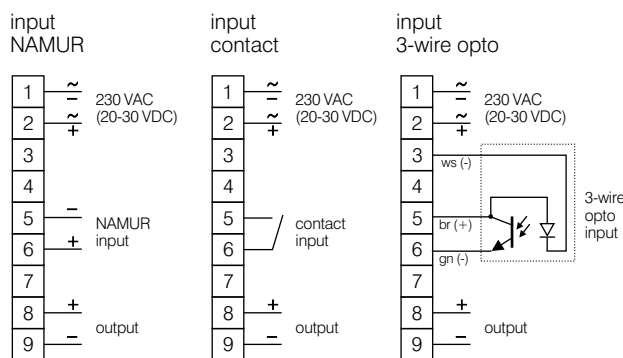 input
NAMUR
1
2
3
4
5
6
7
8
9
~
–
~
+
230 VAC
(20-30 VDC)
–
+
NAMUR
input
+
–
output
input
contact
1
2
3
4
5
6
7
8
9
~
–
~
+
230 VAC
(20-30 VDC)
contact
input
+
–
output
input
3-wire opto
1
2
3
4
5
6
7
8
9
~
–
~
+
230 VAC
(20-30 VDC)
ws (-)
br (+)
gn (-)
3-wire
opto
input
+
–
output